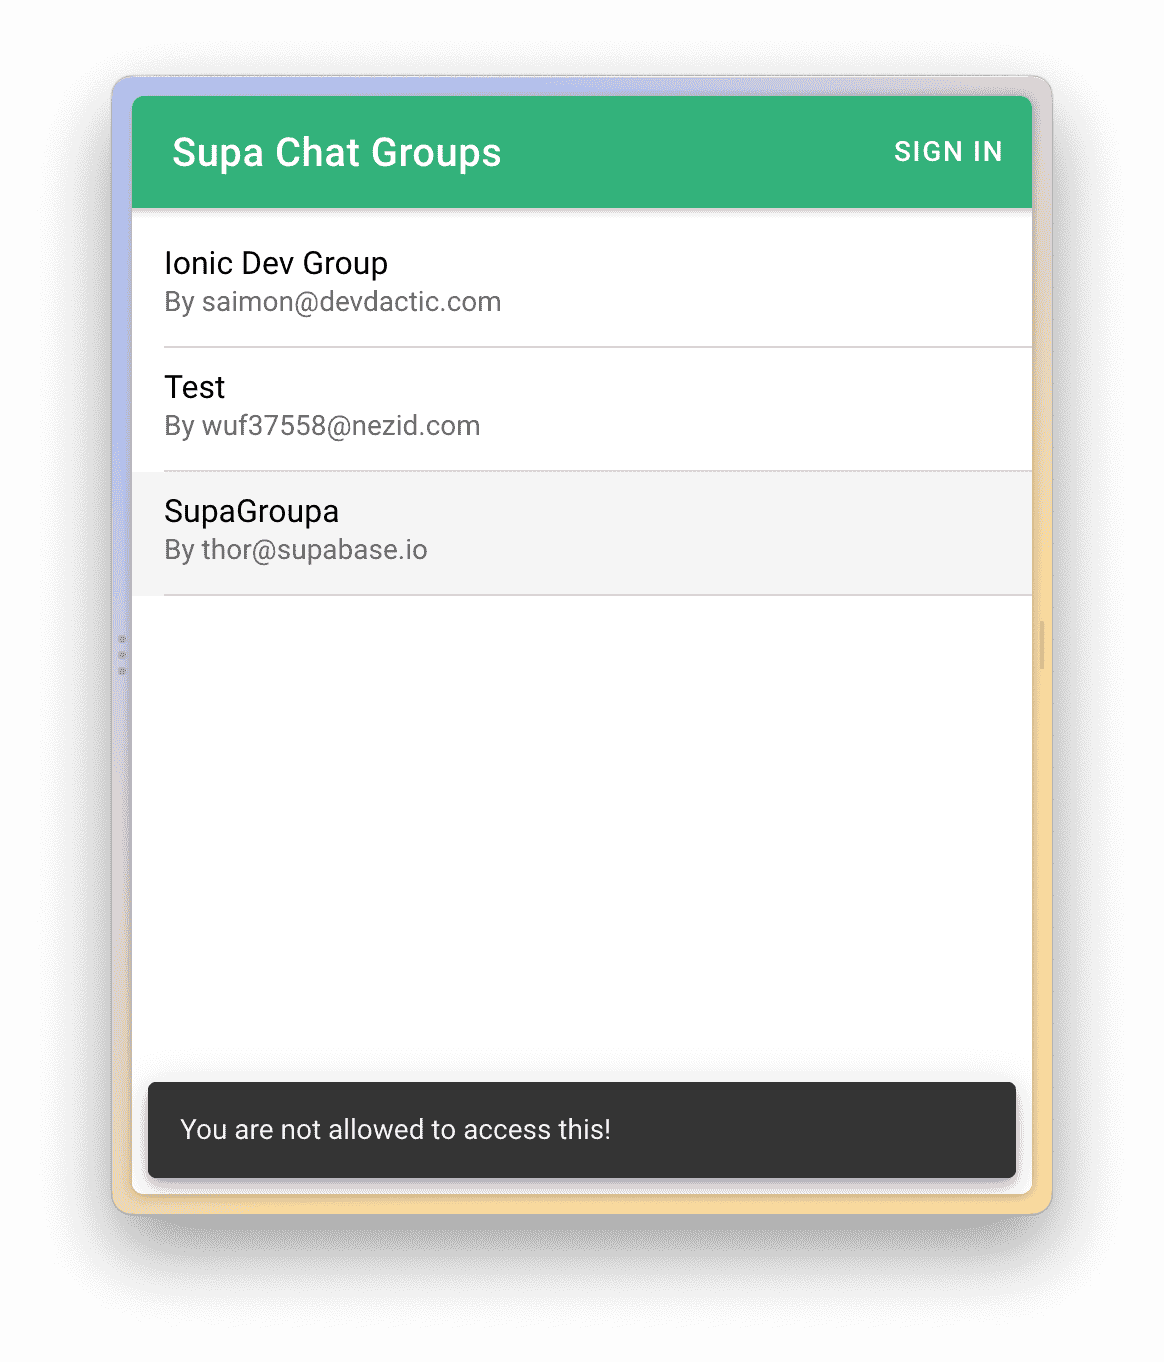 Supa Chat Groups
SIGN IN
Ionic Dev Group
By saimon@devdactic.com
Test
By wuf37558@nezid.com
SupaGroupa
By thor@supabase.io
You are not allowed to access this!